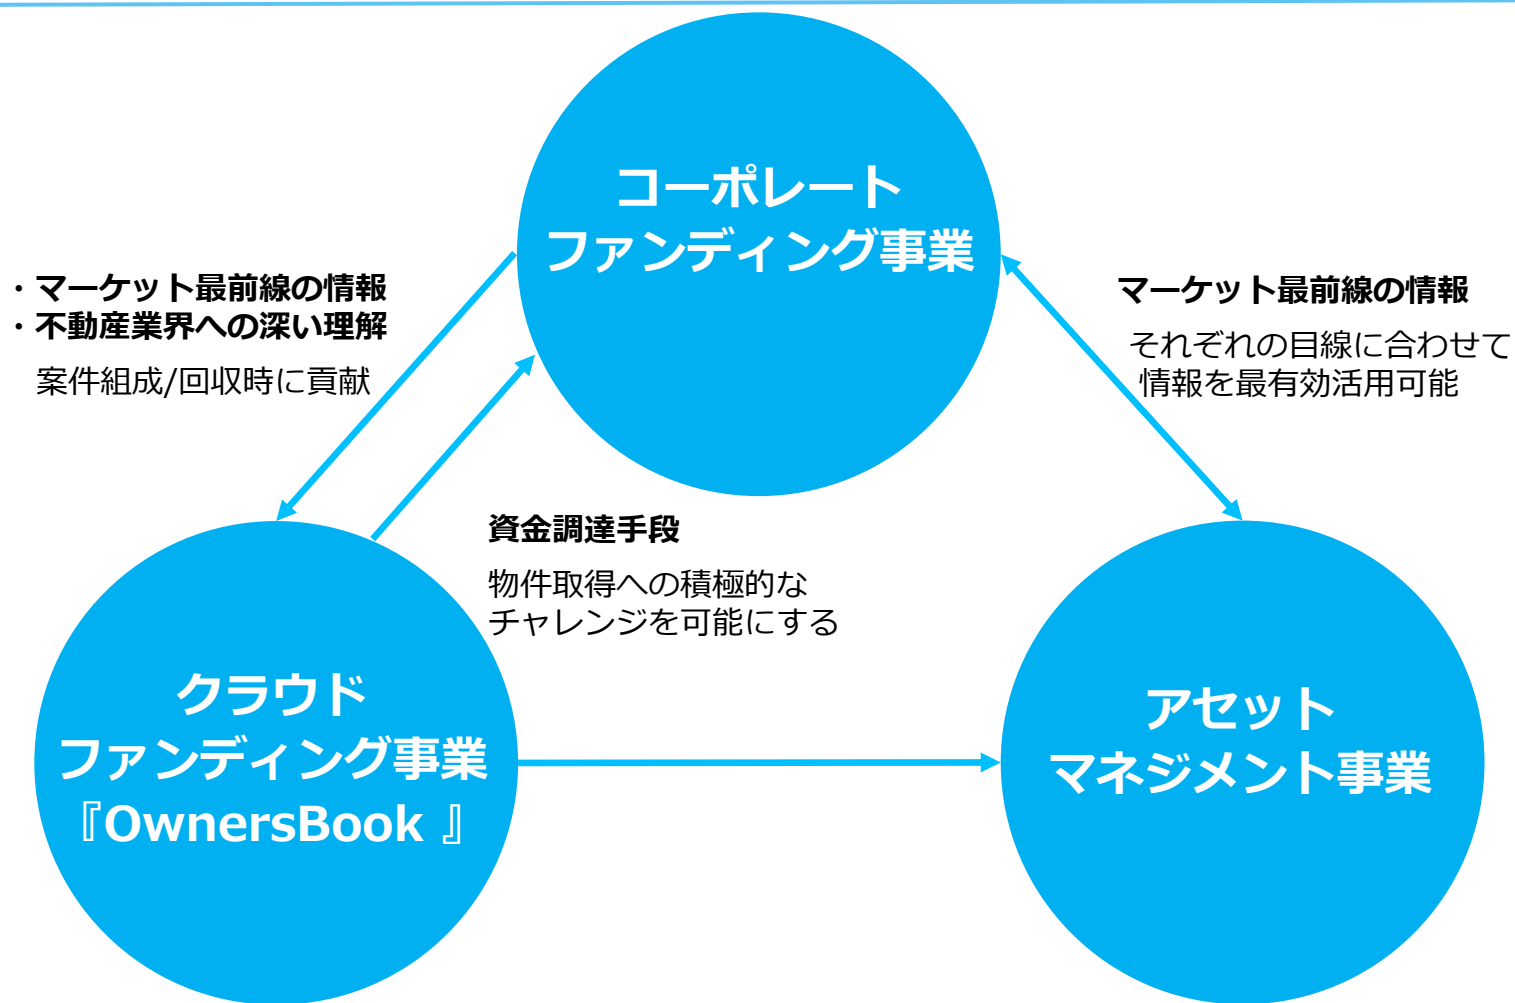 コーポレート
ファンディング事業
・マーケット最前線の情報
・不動産業界への深い理解
案件組成/回収時に貢献
マーケット最前線の情報
それぞれの目線に合わせて
情報を最有効活用可能
資金調達手段
物件取得への積極的な
チャレンジを可能にする
クラウド
ファンディング事業
『OwnersBook 』
アセット
マネジメント事業